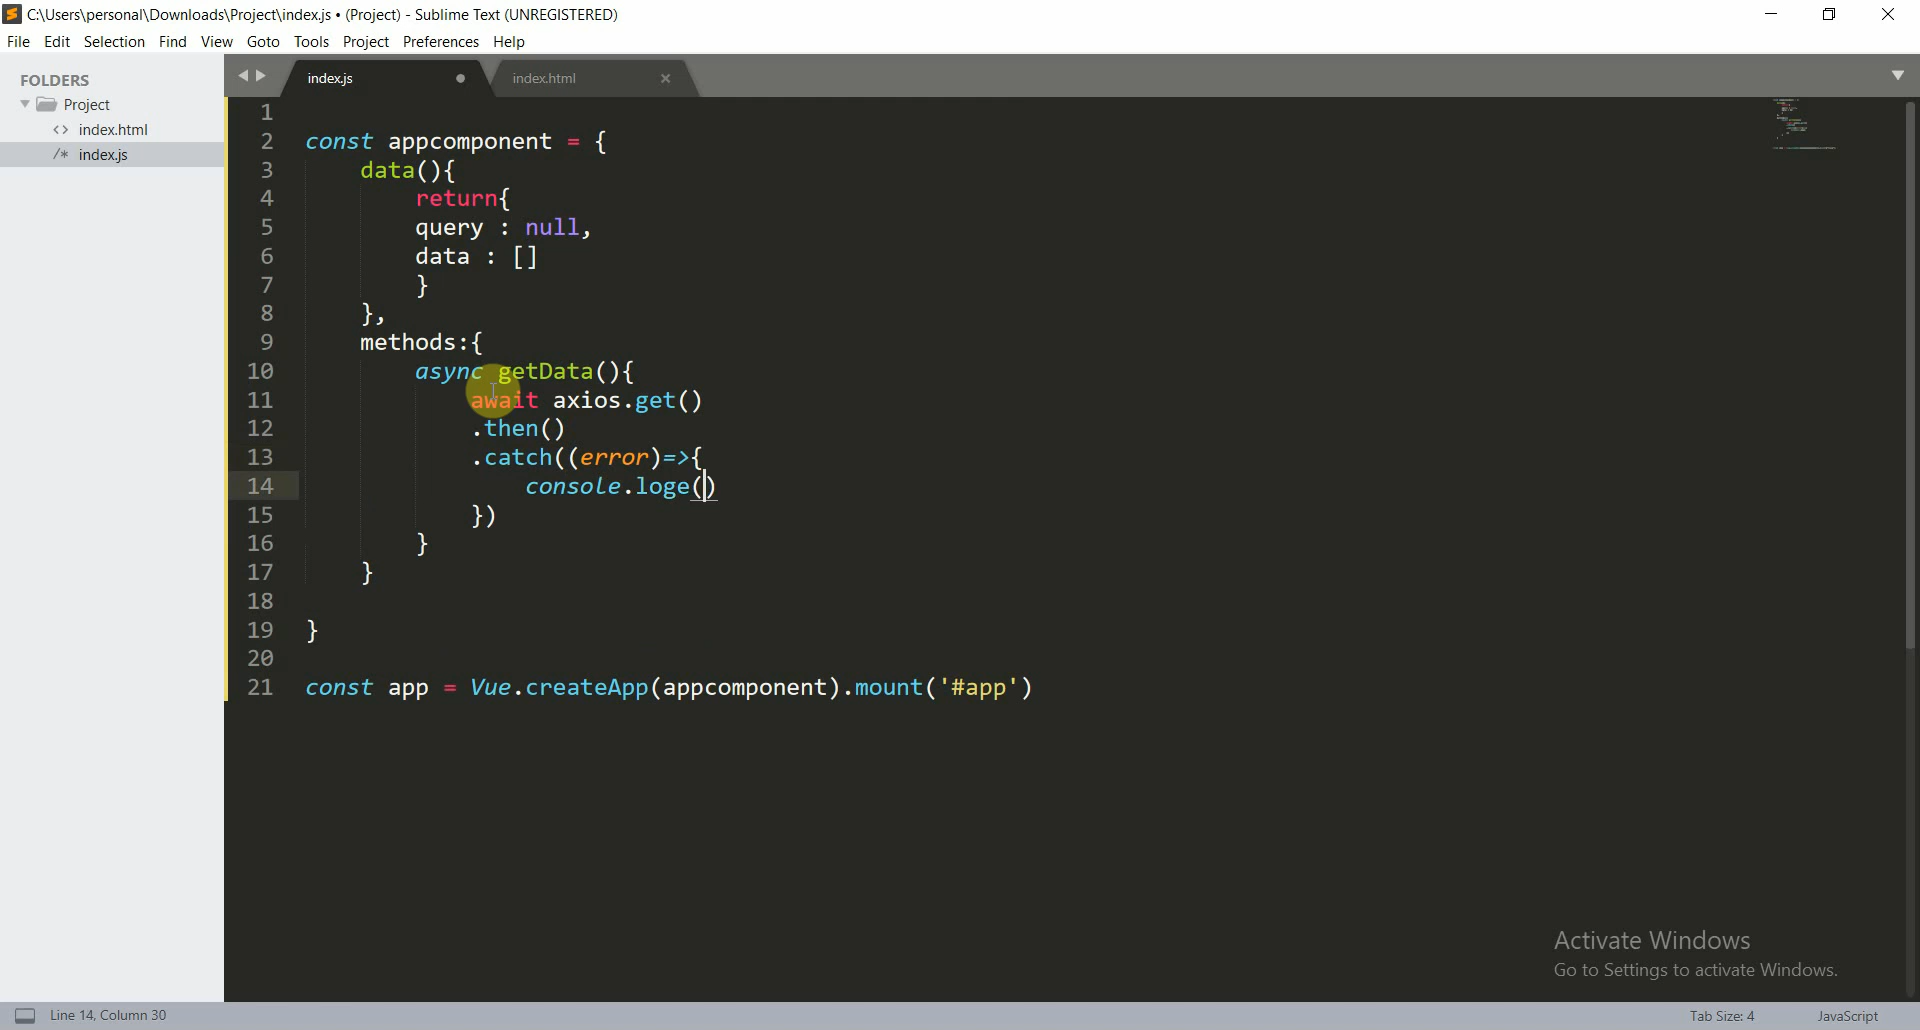 C:\Users\personal\Downloads\Project\index.js • (Project) - Sublime Text (UNREGISTERED)
File Edit Selection Find View Goto Tools Project Preferences Help
FOLDERS
Project
<> index.html
/* index.js
index.js
index.html
1
2 const appcomponent = {
3 data(){
4 return{
5 query : null,
6 data : []
7 }
8 },
9 methods:{
10 async getData(){
11 await axios.get()
12 .then()
13 .catch((error)=>{
14 console.loge()
15 })
16 }
17 }
18
19 }
20
21 const app = Vue.createApp(appcomponent).mount('#app')
Activate Windows
Go to Settings to activate Windows.
Line 14, Column 30
Tab Size: 4
JavaScript